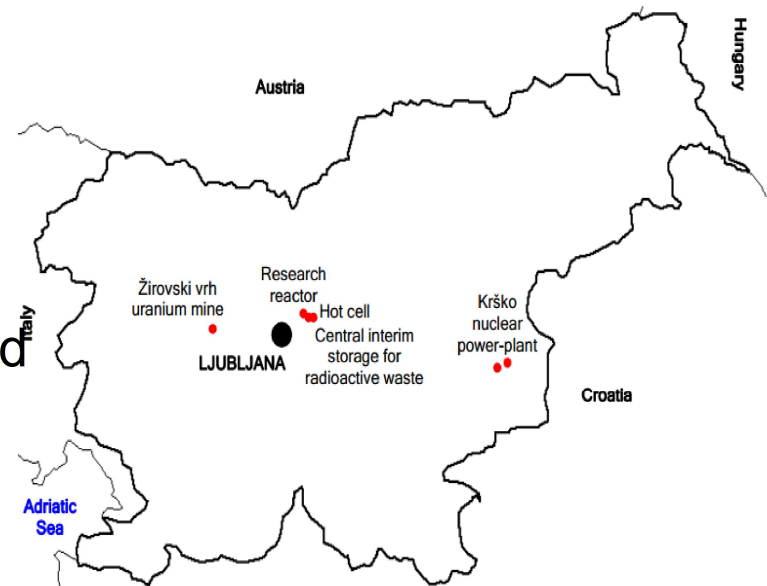 Austria
Hungary
Research
reactor
Žirovski vrh
uranium mine
Hot cell
Krško
nuclear
power-plant
Italy
d
Central interim
storage for
radioactive waste
LJUBLJANA
Croatia
Adriatic
Sea